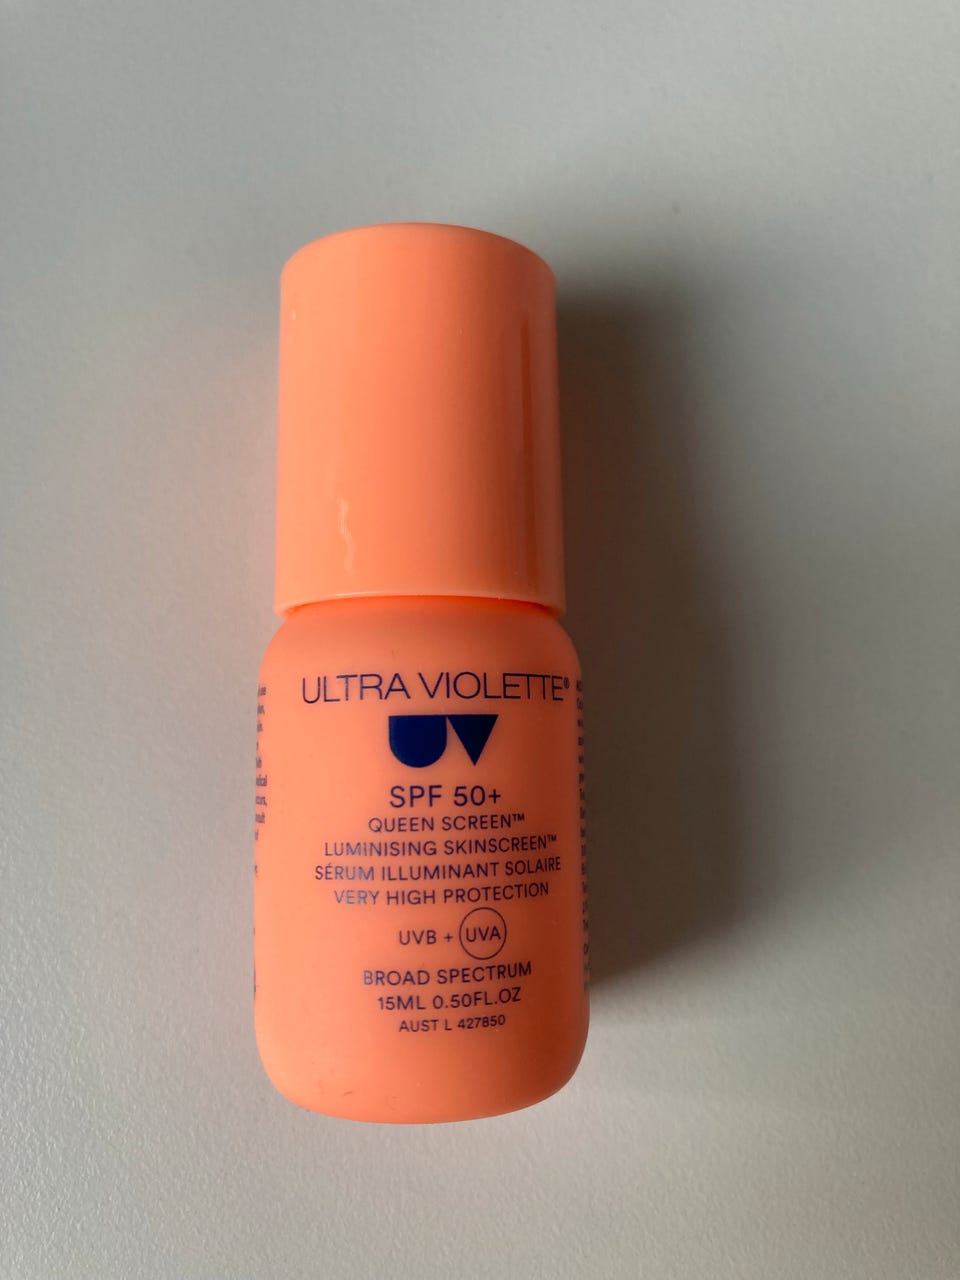 ULTRA VIOLETTE®
UV
SPF 50+
QUEEN SCREEN™
LUMINISING SKINSCREEN™
SÉRUM ILLUMINANT SOLAIRE
VERY HIGH PROTECTION
UVB + UVA
BROAD SPECTRUM
15ML 0.50FL.OZ
AUST L 427850